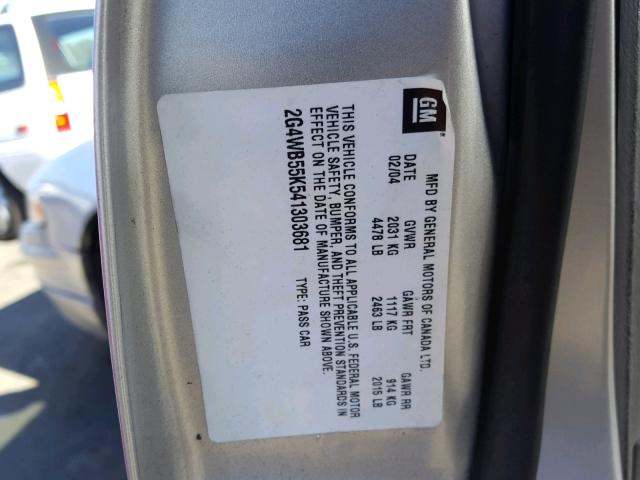 GM
MFD BY GENERAL MOTORS OF CANADA LTD.
DATE GVWR GAWR FRT GAWR RR
02/04 2031 KG 1117 KG 914 KG
4478 LB 2463 LB 2015 LB
THIS VEHICLE CONFORMS TO ALL APPLICABLE U.S. FEDERAL MOTOR
VEHICLE SAFETY, BUMPER, AND THEFT PREVENTION STANDARDS IN
EFFECT ON THE DATE OF MANUFACTURE SHOWN ABOVE.
2G4WB55K541303681 TYPE: PASS CAR